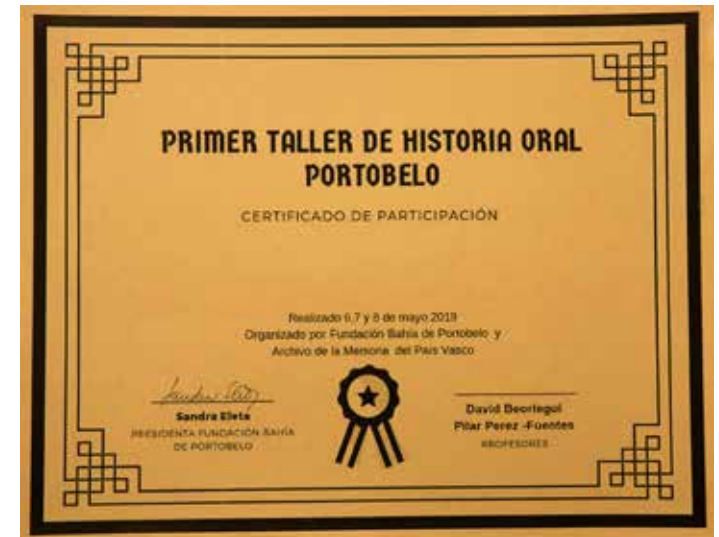 PRIMER TALLER DE HISTORIA ORAL
PORTOBELO
CERTIFICADO DE PARTICIPACIÓN
Realizado 6,7 y 8 de mayo 2019
Organizado por Fundación Bahía de Portobelo y
Archivo de la Memoria del País Vasco
Sandra Eleta
PRESIDENTA FUNDACIÓN BAHÍA
DE PORTOBELO
David Beorlegui
Pilar Perez -Fuentes
PROFESORES